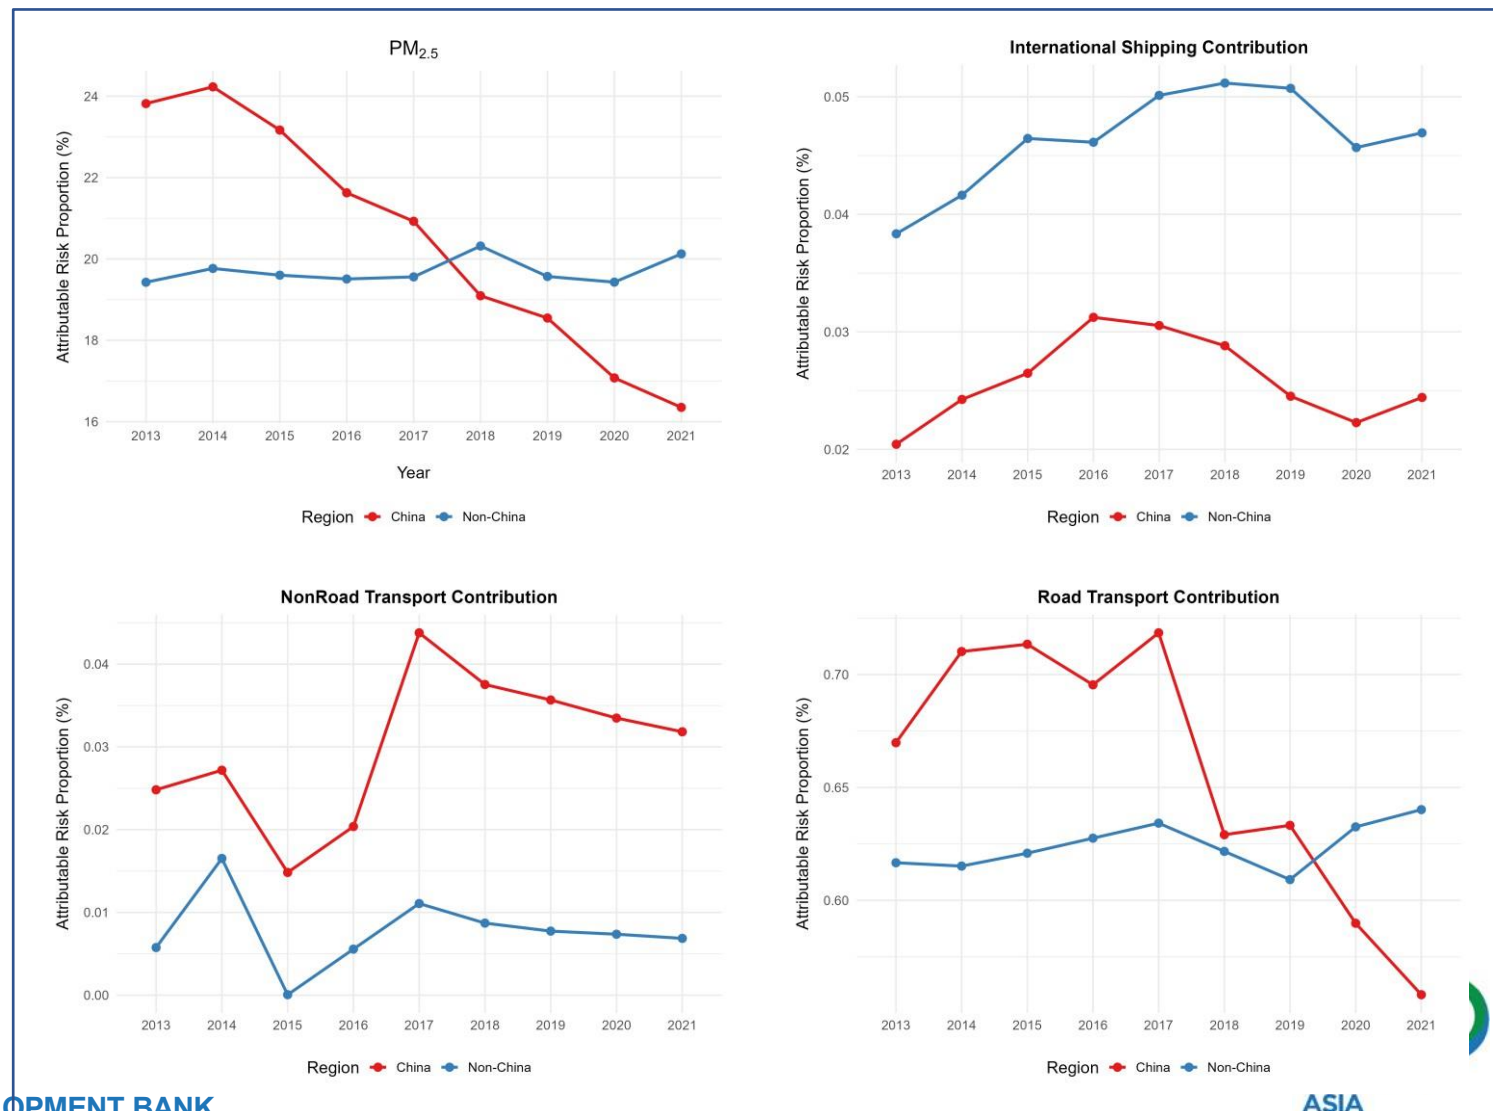 PM2.5
Attributable Risk Proportion (%)
24
22
20
18
16
2013 2014 2015 2016 2017 2018 2019 2020 2021
Year
Region China Non-China
International Shipping Contribution
Attributable Risk Proportion (%)
0.05
0.04
0.03
0.02
2013 2014 2015 2016 2017 2018 2019 2020 2021
Region China Non-China
NonRoad Transport Contribution
Attributable Risk Proportion (%)
0.04
0.03
0.02
0.01
0.00
2013 2014 2015 2016 2017 2018 2019 2020 2021
Region China Non-China
Road Transport Contribution
Attributable Risk Proportion (%)
0.70
0.65
0.60
2013 2014 2015 2016 2017 2018 2019 2020 2021
Region China Non-China
OPMENT BANK
ASIA